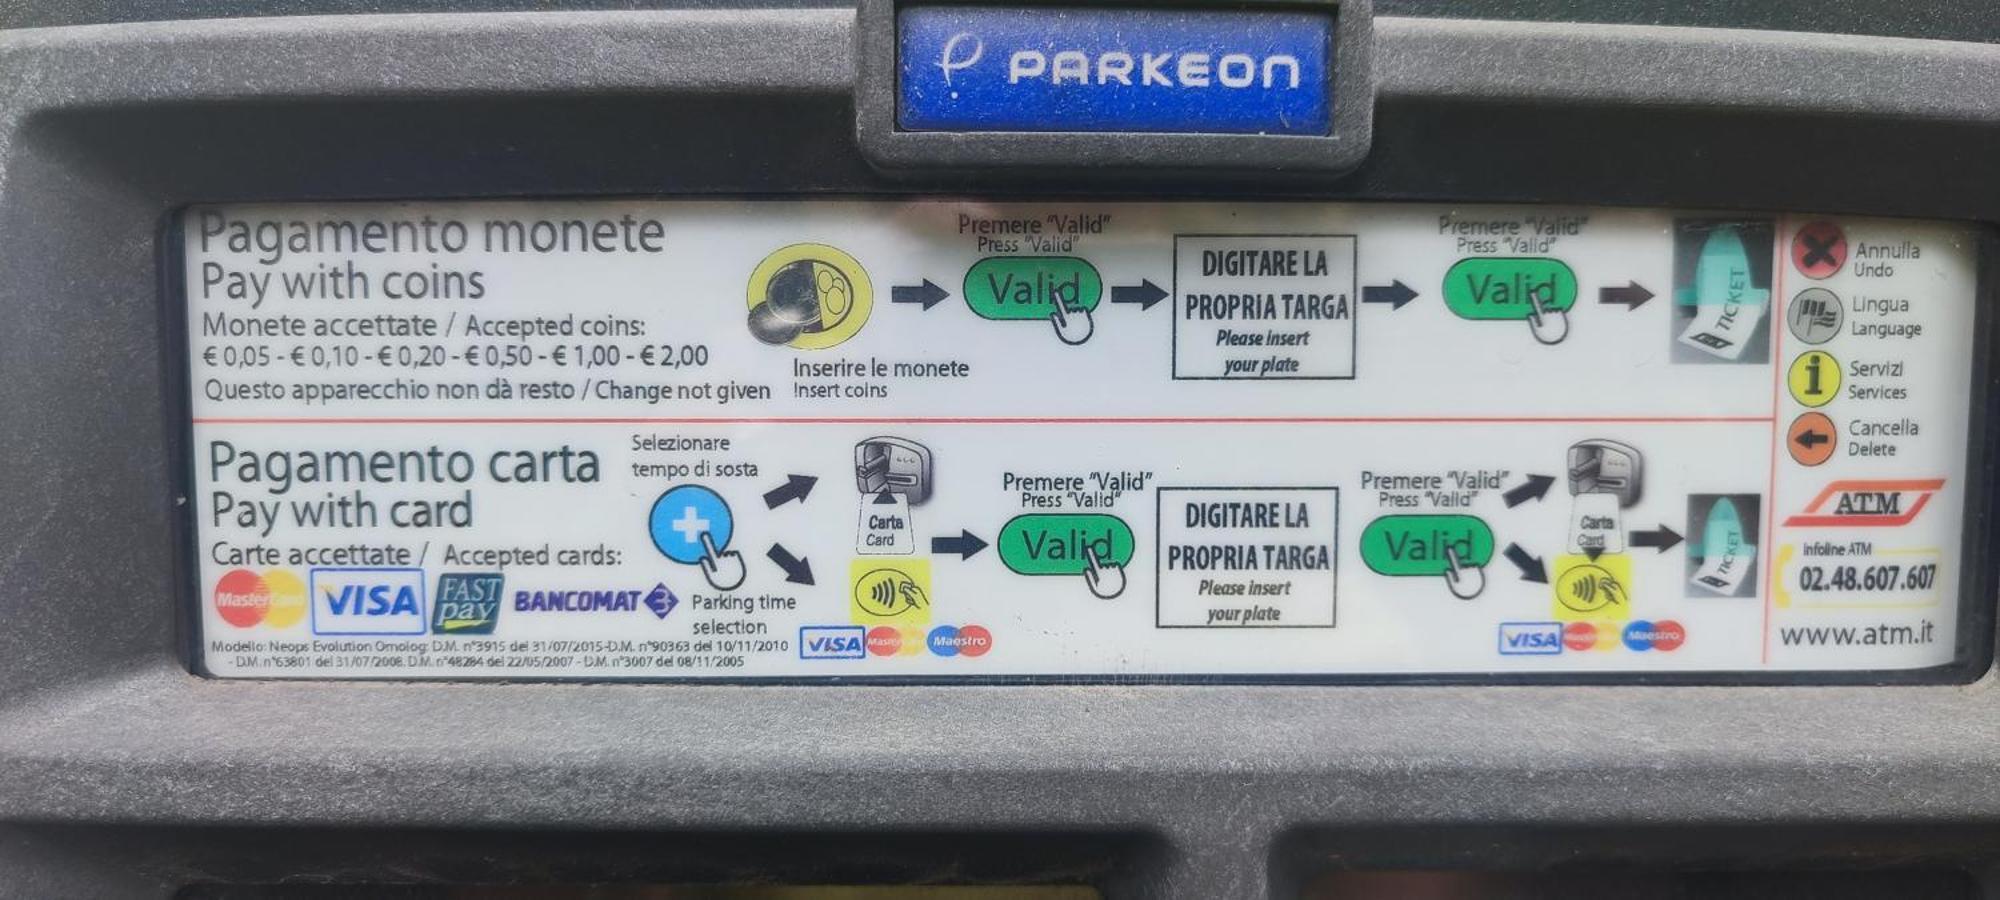 PARKEON
Pagamento monete
Pay with coins
Monete accettate / Accepted coins:
€ 0,05 - € 0,10 - € 0,20 - € 0,50 - € 1,00 - € 2,00
Questo apparecchio non dà resto / Change not given
Inserire le monete
Insert coins
Premere "Valid"
Press "Valid"
Valid
DIGITARE LA
PROPRIA TARGA
Please insert
your plate
Premere "Valid"
Press "Valid"
Valid
TICKET
Pagamento carta
Pay with card
Carte accettate / Accepted cards:
MasterCard
VISA
FAST
pay
BANCOMAT
Selezionare
tempo di sosta
+
Parking time
selection
Carta
Card
VISA
MasterCard
Maestro
Premere "Valid"
Press "Valid"
Valid
DIGITARE LA
PROPRIA TARGA
Please insert
your plate
Premere "Valid"
Press "Valid"
Valid
Carta
Card
VISA
Maestro
TICKET
Modello: Neops Evolution Omolog: D.M. n°3915 del 31/07/2015-D.M. n°90363 del 10/11/2010
- D.M. n°63801 del 31/07/2008. D.M. n°48284 del 22/05/2007 - D.M. n°3007 del 08/11/2005
Annulla
Undo
Lingua
Language
i
Servizi
Services
Cancella
Delete
ATM
Infoline ATM
02.48.607.607
www.atm.it